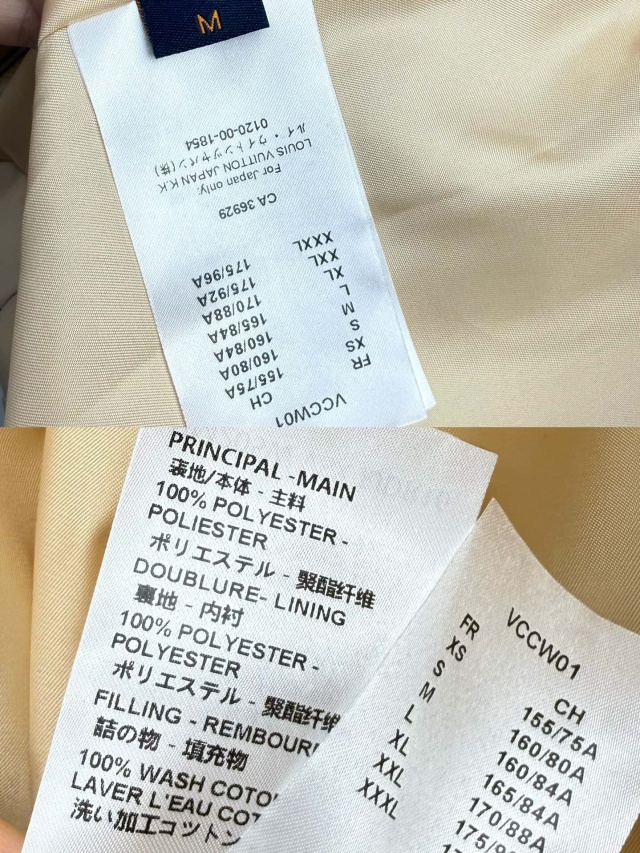 M
VCCW01
FR CH
XS 155/75A
S 160/80A
M 160/84A
L 165/84A
XL 170/88A
XXL 175/92A
XXXL 175/96A
CA 36929
For Japan only:
LOUIS VUITTON JAPAN K.K
ルイ・ウイトンジャパン(株)
0120-00-1854
PRINCIPAL -MAIN
表地/本体 - 主料
100% POLYESTER -
POLIESTER
ポリエステル - 聚酯纤维
DOUBLURE- LINING
裏地 - 内衬
100% POLYESTER -
POLYESTER
ポリエステル - 聚酯纤维
FILLING - REMBOUR
詰の物 - 填充物
100% WASH COTO
LAVER L'EAU COT
洗い加工コットン
VCCW01
FR CH
XS 155/75A
S 160/80A
M 160/84A
L 165/84A
XL 170/88A
XXL
XXXL